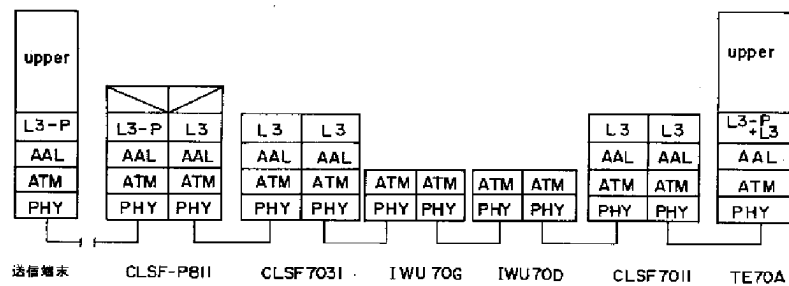 upper upper
L3-P L3-P L3 L3 L3 L3 L3 L3-P+L3
AAL AAL AAL AAL AAL AAL AAL AAL
ATM ATM ATM ATM ATM ATM ATM ATM ATM ATM ATM ATM
PHY PHY PHY PHY PHY PHY PHY PHY PHY PHY PHY PHY
送信端末 CLSF-P811 CLSF7031 IWU70G IWU70D CLSF7011 TE70A